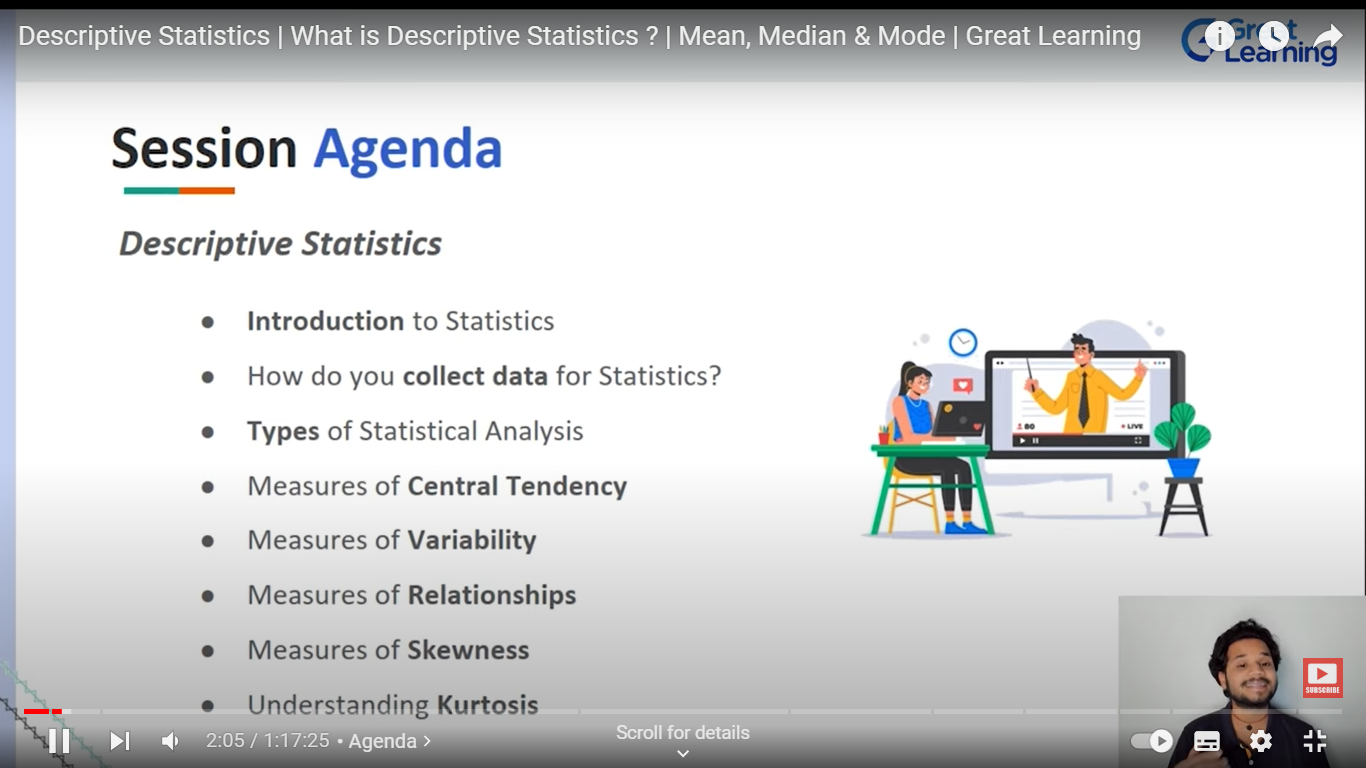 Descriptive Statistics | What is Descriptive Statistics ? | Mean, Median & Mode | Great Learning
Great
Learning
Session Agenda
Descriptive Statistics
● Introduction to Statistics
● How do you collect data for Statistics?
● Types of Statistical Analysis
● Measures of Central Tendency
● Measures of Variability
● Measures of Relationships
● Measures of Skewness
● Understanding Kurtosis
80
LIVE
SUBSCRIBE
2:05 / 1:17:25 • Agenda
Scroll for details